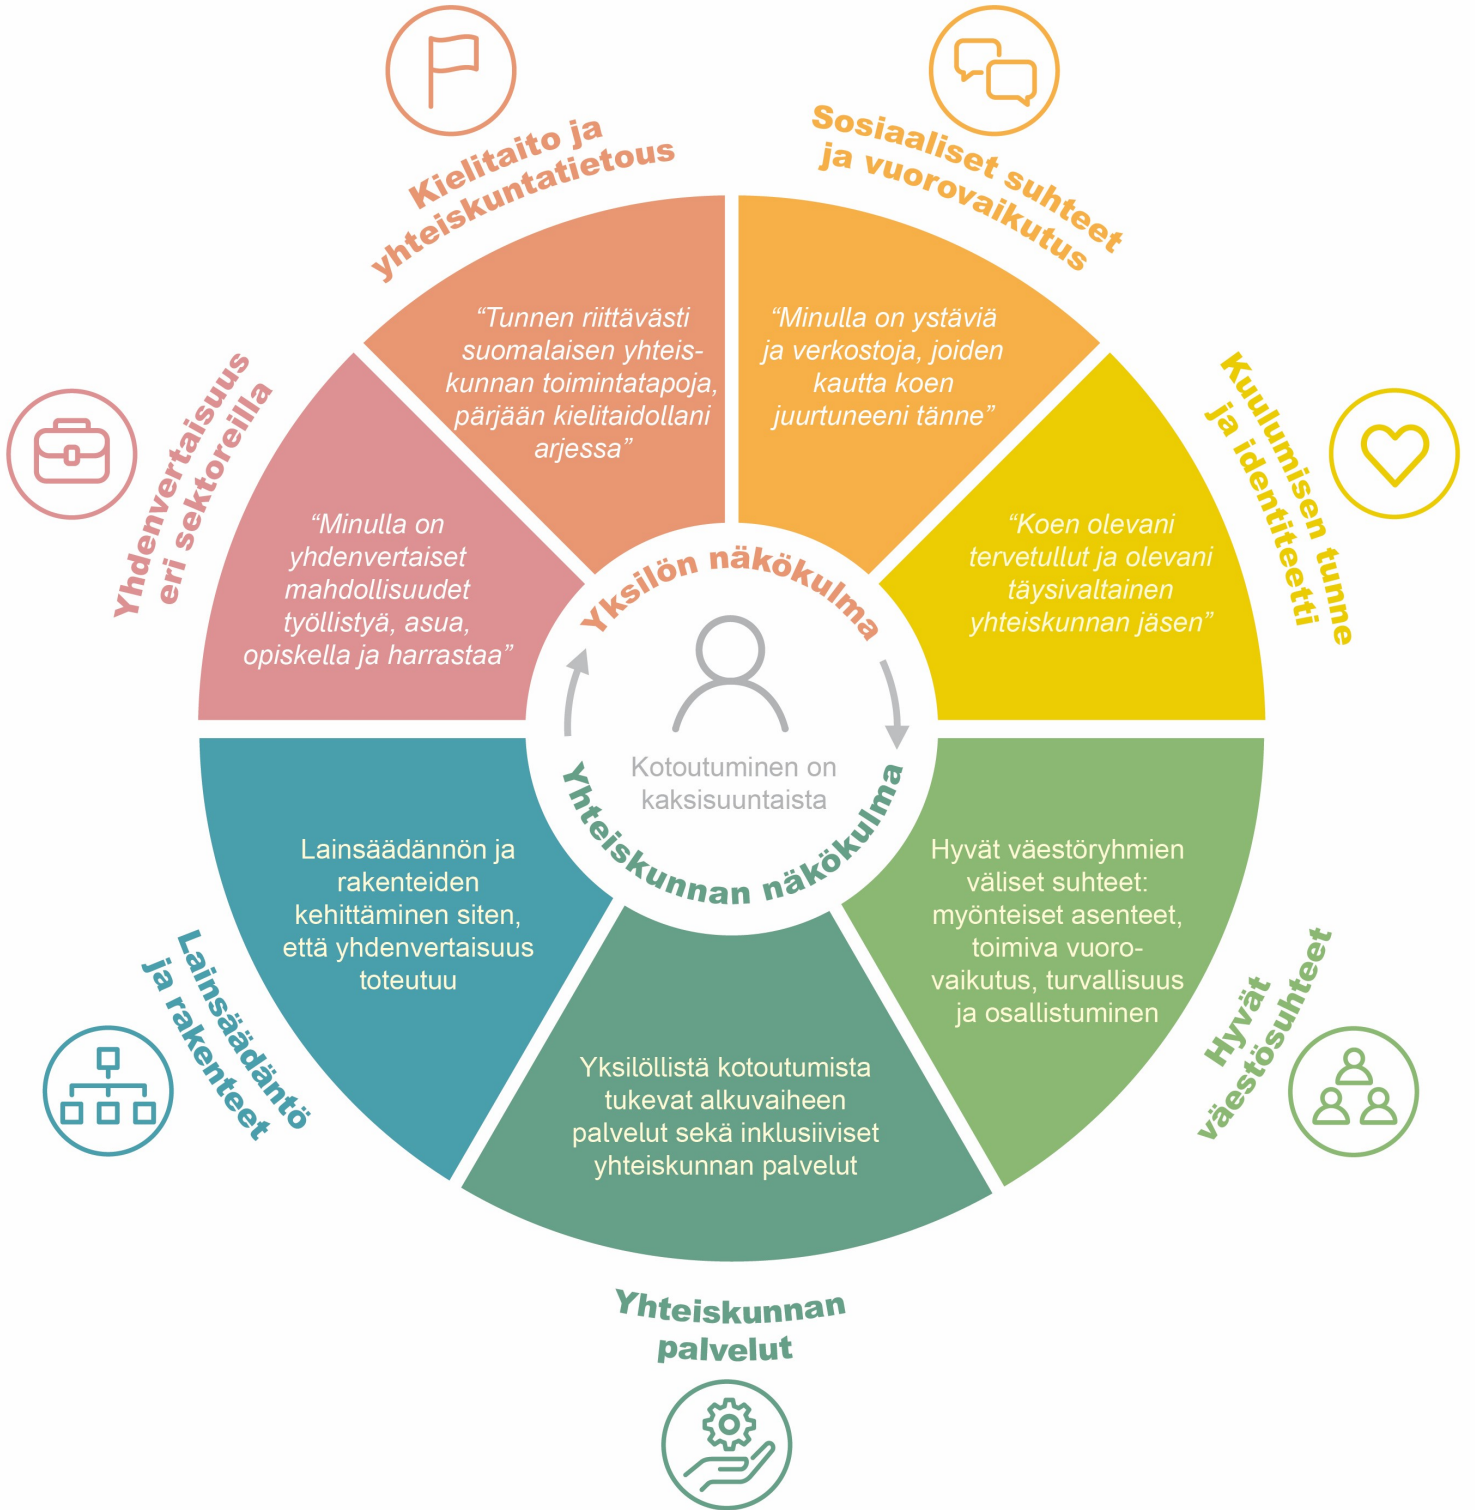 Kielitaito ja
yhteiskuntatietous
“Tunnen riittävästi
suomalaisen yhteis-
kunnan toimintatapoja,
pärjään kielitaidollani
arjessa”
Sosiaaliset suhteet
ja vuorovaikutus
“Minulla on ystäviä
ja verkostoja, joiden
kautta koen
juurtuneeni tänne”
Kuulumisen tunne
ja identiteetti
“Koen olevani
tervetullut ja olevani
täysivaltainen
yhteiskunnan jäsen”
Yhdenvertaisuus
eri sektoreilla
“Minulla on
yhdenvertaiset
mahdollisuudet
työllistyä, asua,
opiskella ja harrastaa”
Yksilön näkökulma
Kotoutuminen on
kaksisuuntaista
Yhteiskunnan näkökulma
Hyvät
väestösuhteet
Hyvät väestöryhmien
väliset suhteet:
myönteiset asenteet,
toimiva vuoro-
vaikutus, turvallisuus
ja osallistuminen
Lainsäädäntö
ja rakenteet
Lainsäädännön ja
rakenteiden
kehittäminen siten,
että yhdenvertaisuus
toteutuu
Yksilöllistä kotoutumista
tukevat alkuvaiheen
palvelut sekä inklusiiviset
yhteiskunnan palvelut
Yhteiskunnan
palvelut